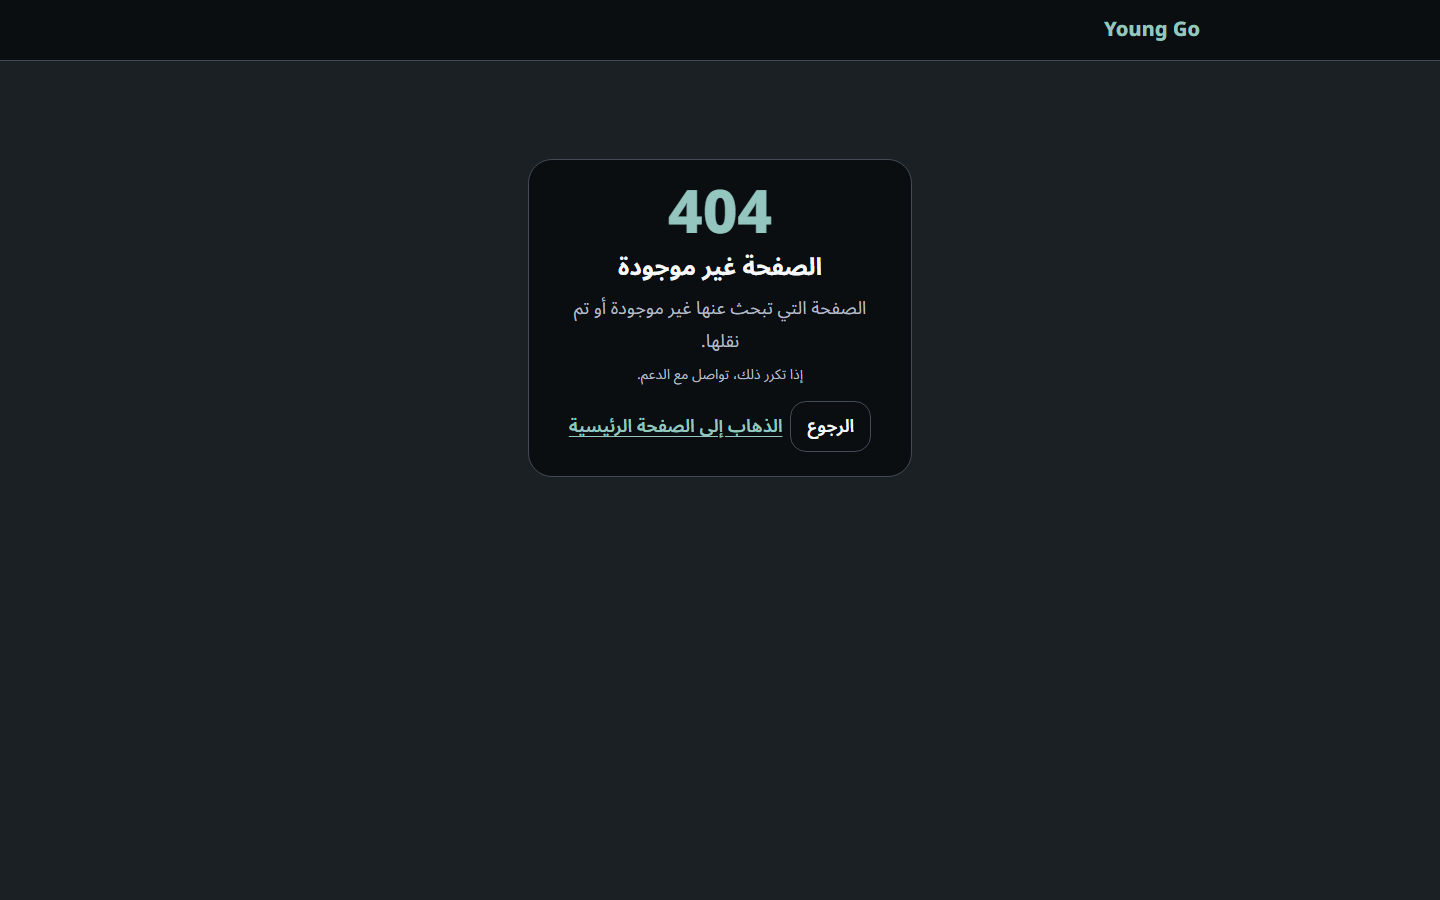 Young Go
404
الصفحة غير موجودة
الصفحة التي تبحث عنها غير موجودة أو تم
نقلها.
إذا تكرر ذلك، تواصل مع الدعم.
الرجوع الذهاب إلى الصفحة الرئيسية